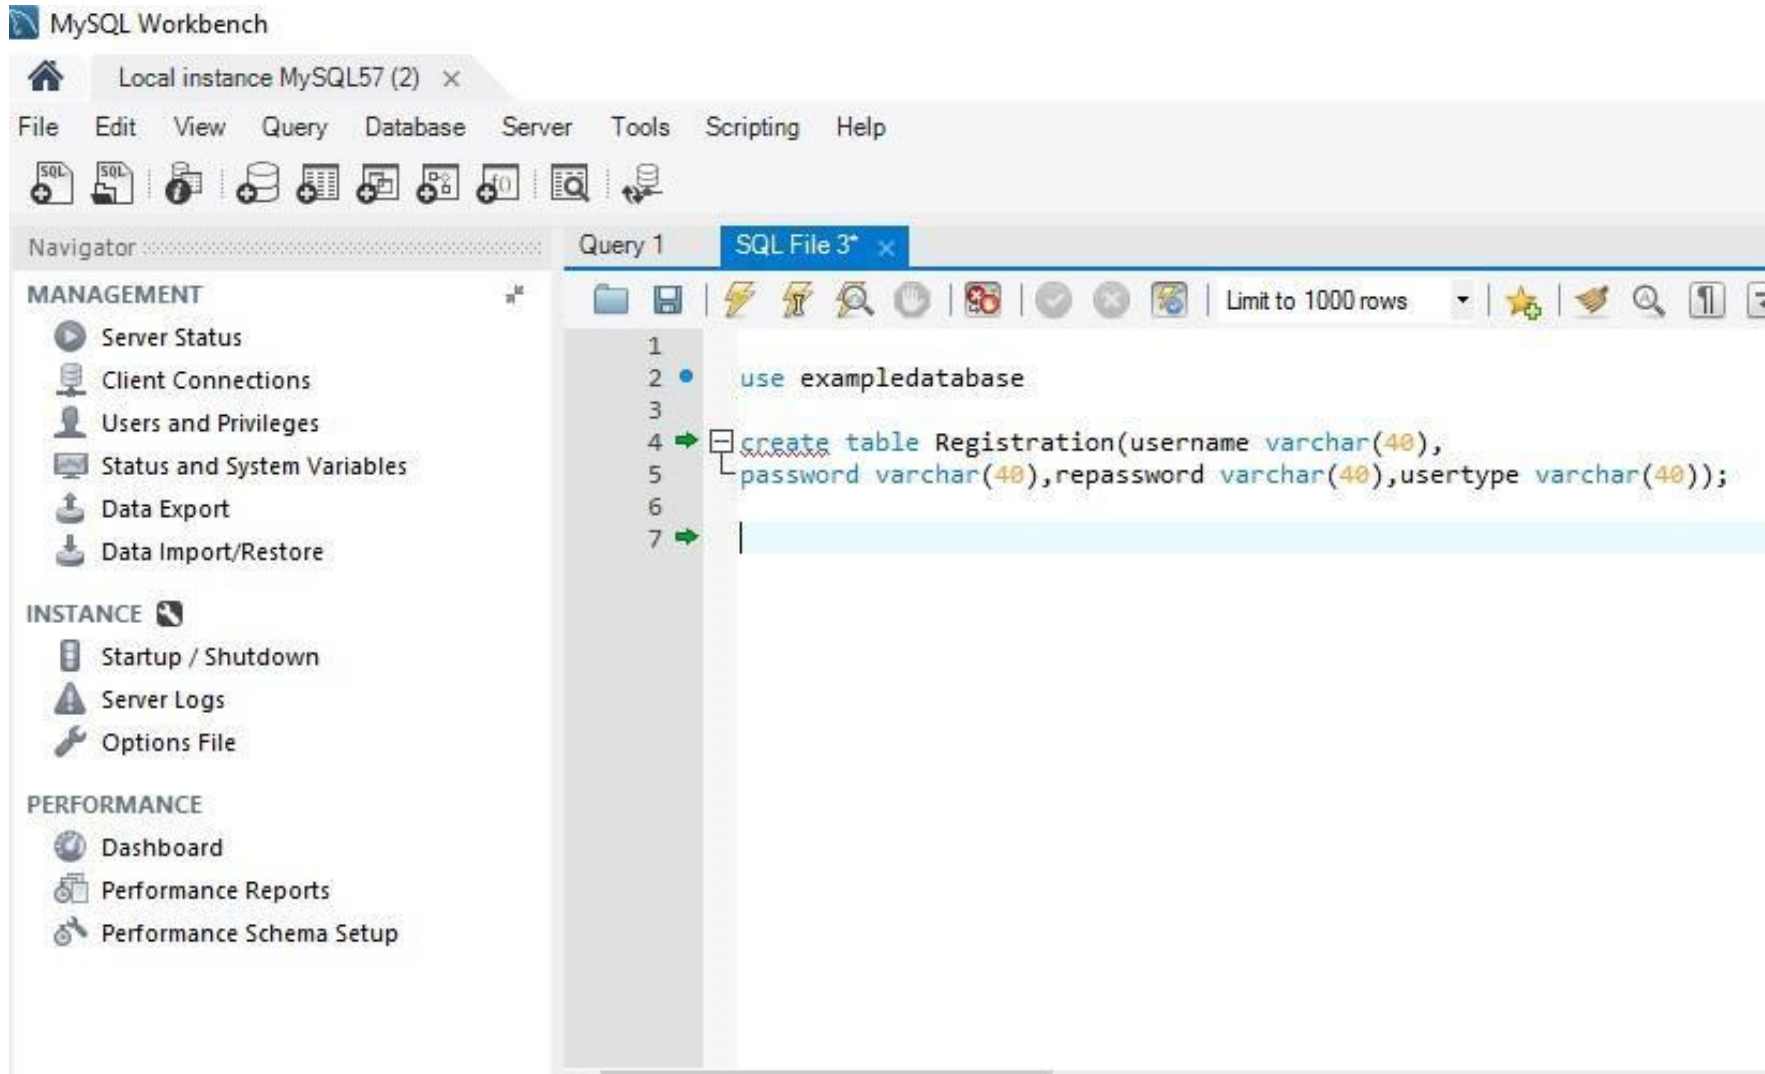 MySQL Workbench
Local instance MySQL57 (2)
File Edit View Query Database Server Tools Scripting Help
SQL SQL
Navigator
Query 1 SQL File 3*
MANAGEMENT
Limit to 1000 rows
Server Status
Client Connections
Users and Privileges
Status and System Variables
Data Export
Data Import/Restore
INSTANCE
Startup / Shutdown
Server Logs
Options File
PERFORMANCE
Dashboard
Performance Reports
Performance Schema Setup
1
2 use exampledatabase
3
4 create table Registration(username varchar(40),
5 password varchar(40),repassword varchar(40),usertype varchar(40));
6
7